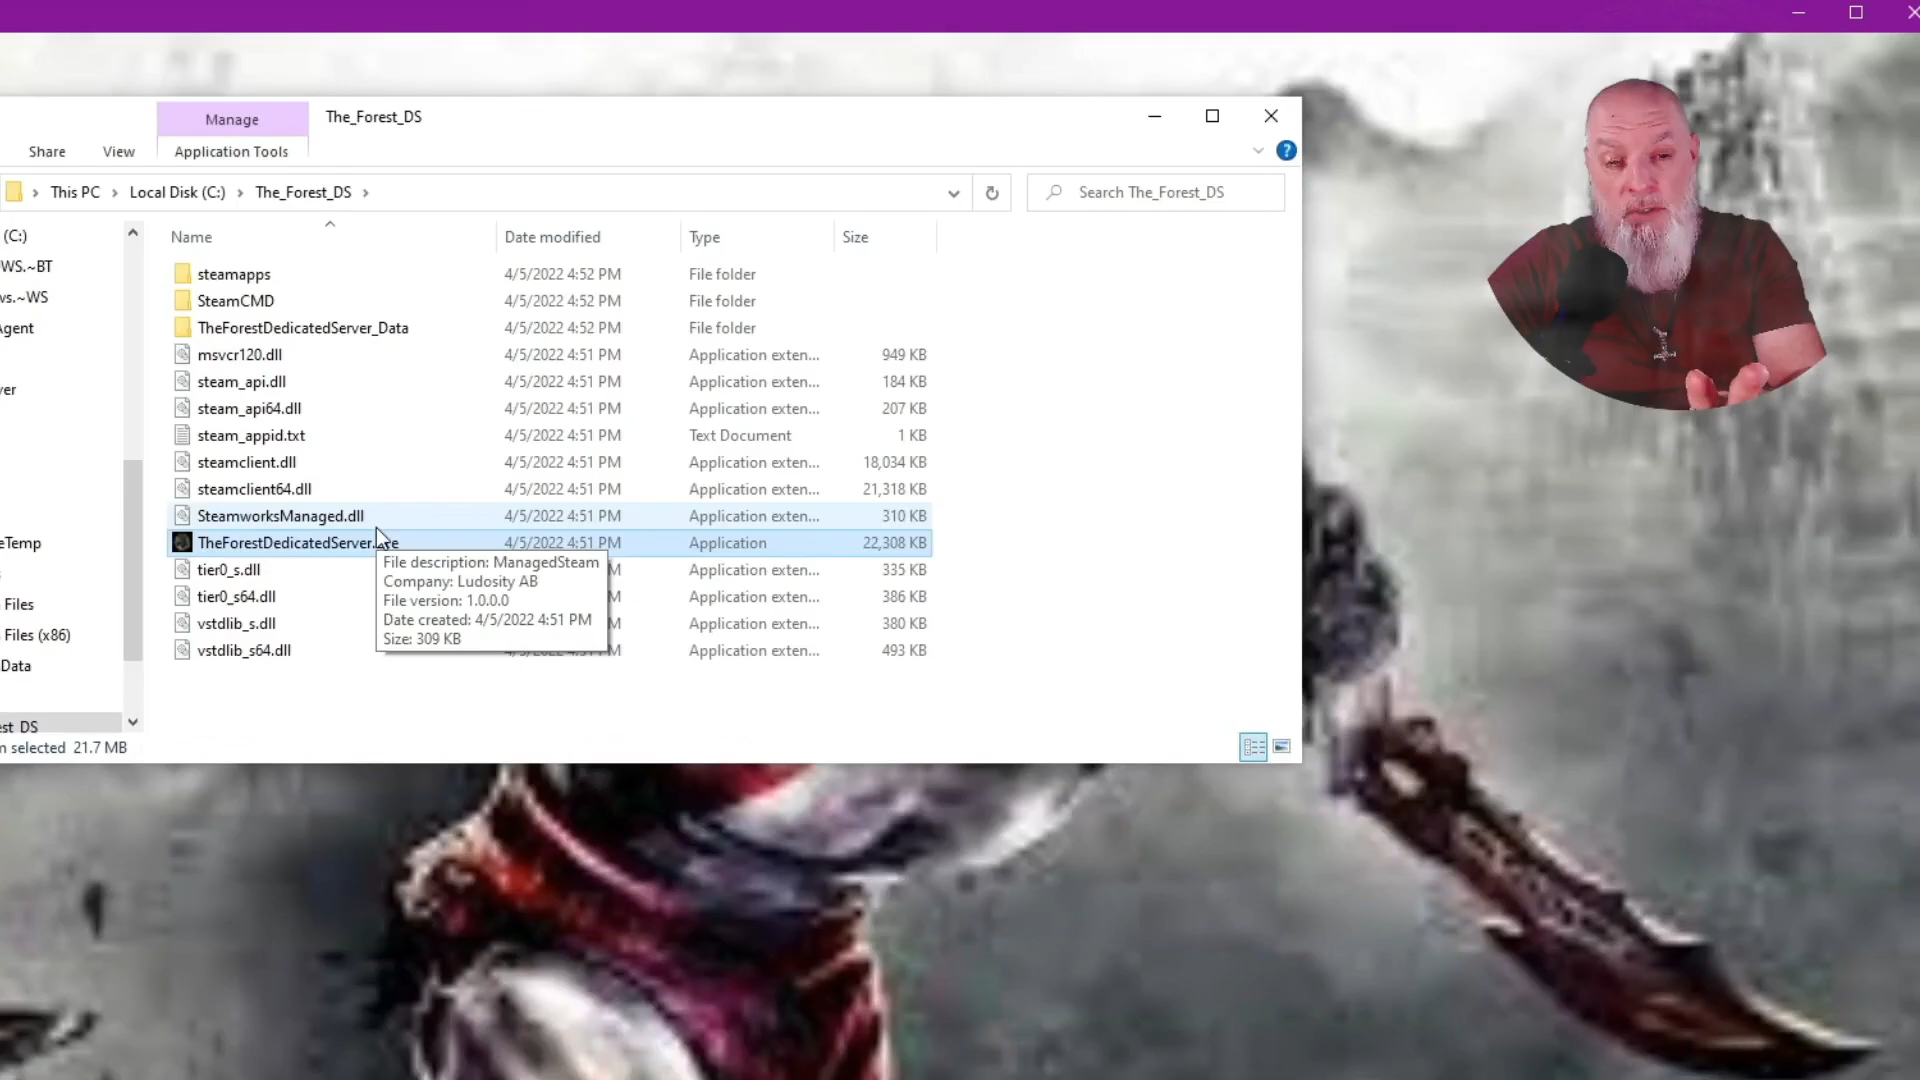 Manage
The_Forest_DS
Share View Application Tools
This PC Local Disk (C:) The_Forest_DS
Search The_Forest_DS
(C:)
WS.~BT
ws.~WS
Agent
ver
eTemp
Files
Files (x86)
Data
est_DS
Name Date modified Type Size
steamapps 4/5/2022 4:52 PM File folder
SteamCMD 4/5/2022 4:52 PM File folder
TheForestDedicatedServer_Data 4/5/2022 4:52 PM File folder
msvcr120.dll 4/5/2022 4:51 PM Application exten... 949 KB
steam_api.dll 4/5/2022 4:51 PM Application exten... 184 KB
steam_api64.dll 4/5/2022 4:51 PM Application exten... 207 KB
steam_appid.txt 4/5/2022 4:51 PM Text Document 1 KB
steamclient.dll 4/5/2022 4:51 PM Application exten... 18,034 KB
steamclient64.dll 4/5/2022 4:51 PM Application exten... 21,318 KB
SteamworksManaged.dll 4/5/2022 4:51 PM Application exten... 310 KB
TheForestDedicatedServer. 4/5/2022 4:51 PM Application 22,308 KB
tier0_s.dll M Application exten... 335 KB
tier0_s64.dll M Application exten... 386 KB
vstdlib_s.dll M Application exten... 380 KB
vstdlib_s64.dll M Application exten... 493 KB
File description: ManagedSteam
Company: Ludosity AB
File version: 1.0.0.0
Date created: 4/5/2022 4:51 PM
Size: 309 KB
m selected 21.7 MB